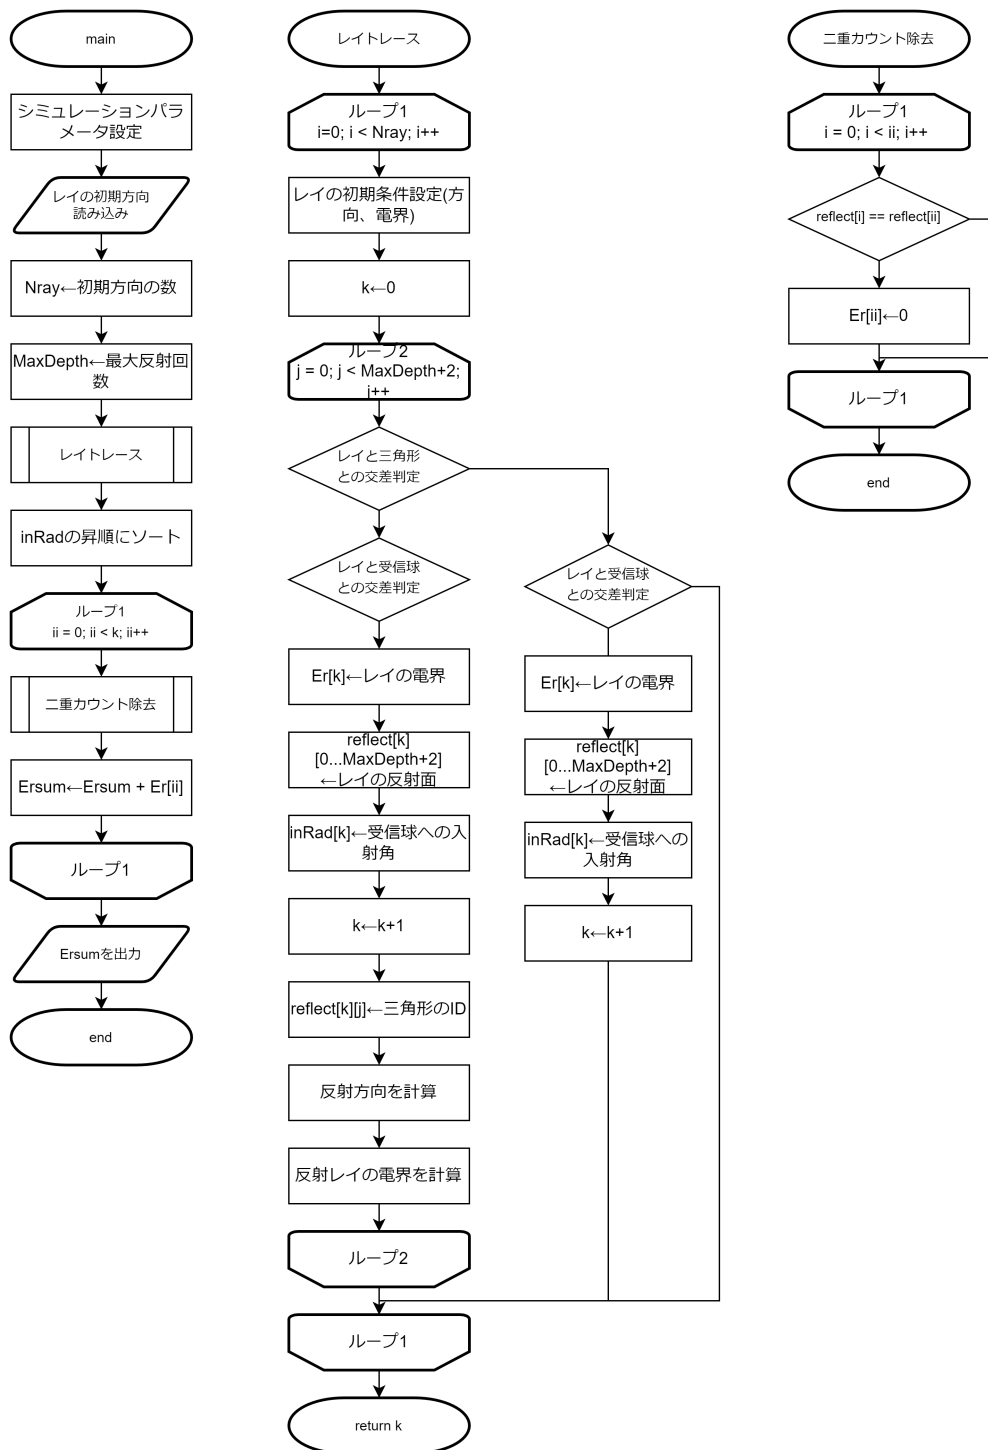 main
シミュレーションパラ
メータ設定
レイの初期方向
読み込み
Nray←初期方向の数
MaxDepth←最大反射回
数
レイトレース
inRadの昇順にソート
ループ1
ii = 0; ii < k; ii++
二重カウント除去
Ersum←Ersum + Er[ii]
ループ1
Ersumを出力
end
レイトレース
ループ1
i=0; i < Nray; i++
レイの初期条件設定(方
向、電界)
k←0
ループ2
j = 0; j < MaxDepth+2;
j++
レイと三角形
との交差判定
レイと受信球
との交差判定
Er[k]←レイの電界
reflect[k]
[0...MaxDepth+2]
←レイの反射面
inRad[k]←受信球への入
射角
k←k+1
reflect[k][j]←三角形のID
反射方向を計算
反射レイの電界を計算
ループ2
ループ1
return k
レイと受信球
との交差判定
Er[k]←レイの電界
reflect[k]
[0...MaxDepth+2]
←レイの反射面
inRad[k]←受信球への
入射角
k←k+1
二重カウント除去
ループ1
i = 0; i < ii; i++
reflect[i] == reflect[ii]
Er[ii]←0
ループ1
end